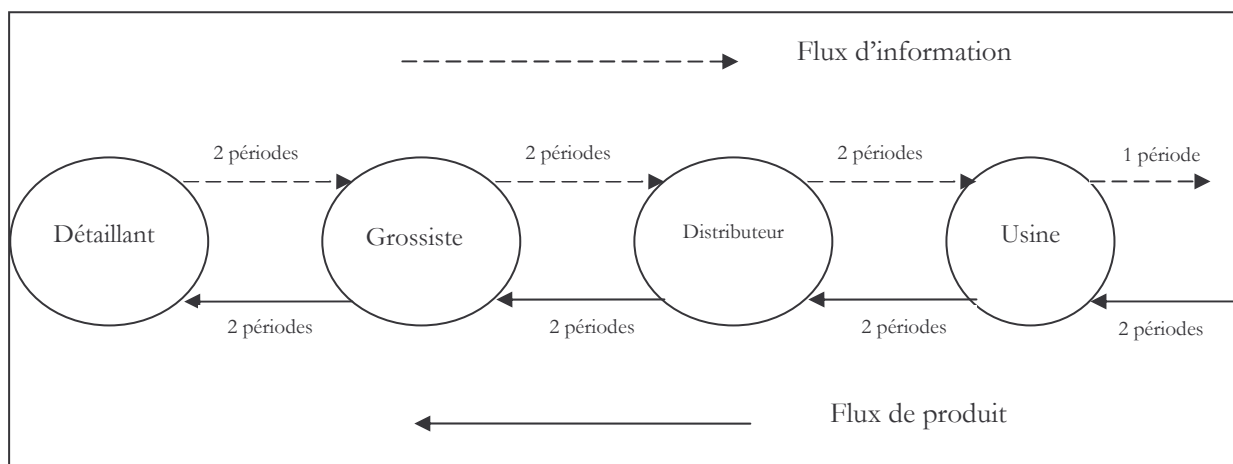 Flux d'information
2 périodes
2 périodes
2 périodes
1 période
Détaillant
Grossiste
Distributeur
Usine
2 périodes
2 périodes
2 périodes
2 périodes
Flux de produit